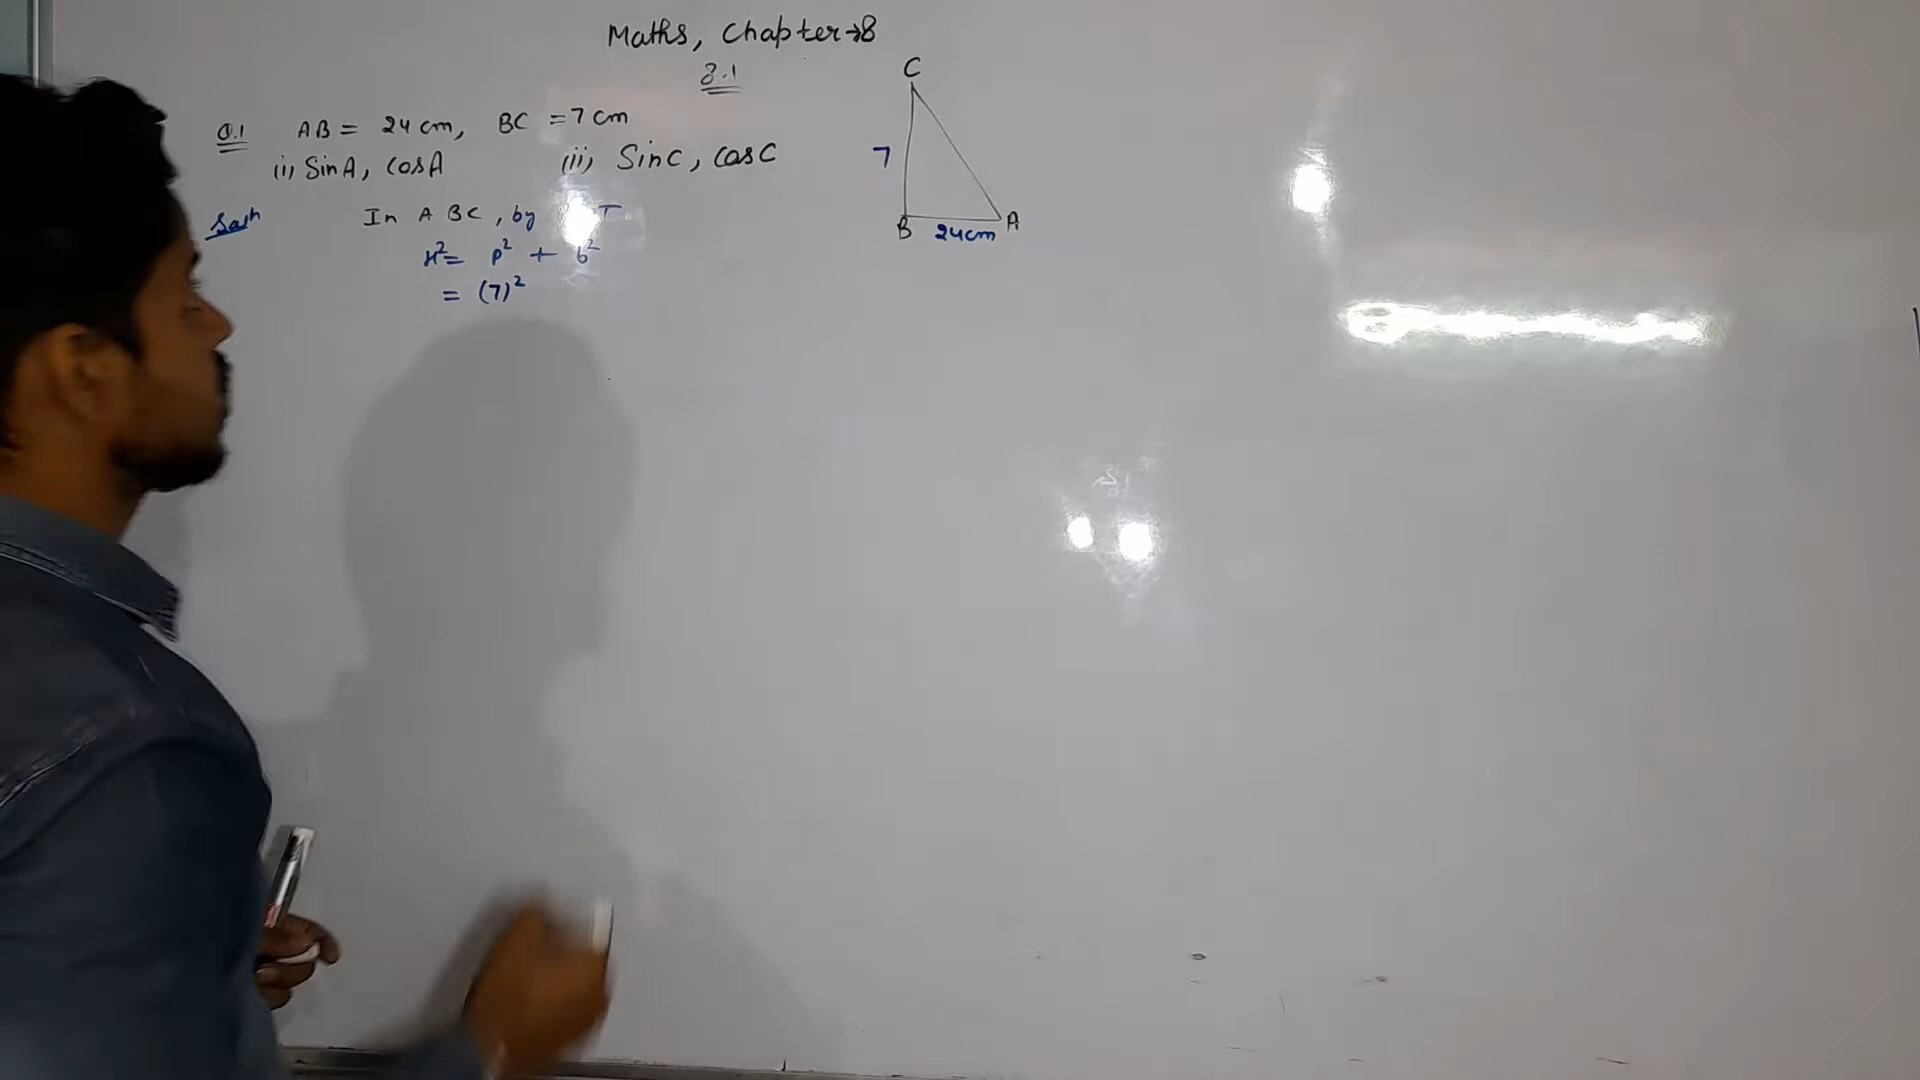 Maths, Chapter→8
8.1
Q.1 AB = 24 cm, BC = 7 cm
(i) SinA, cosA (ii) Sinc, cosC
Soln In A BC, by T
H² = p² + b²
= (7)²
C
7
B 24cm A